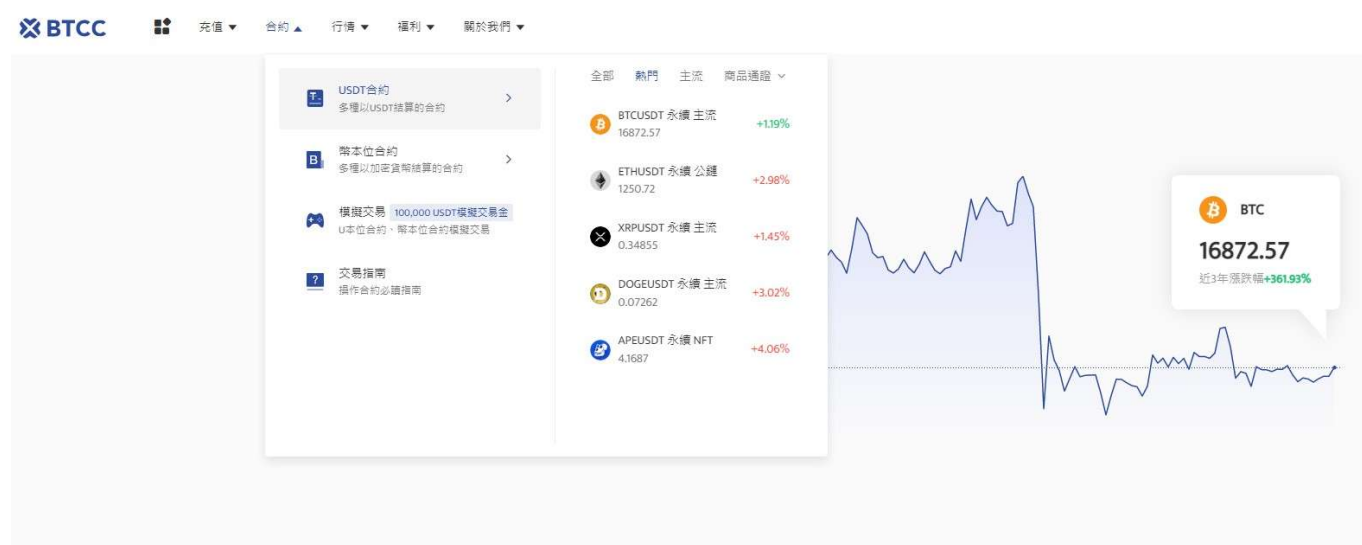 BTCC
充值
合約
行情
福利
關於我們
USDT合約
多種以USDT結算的合約
幣本位合約
多種以加密貨幣結算的合約
模擬交易 100,000 USDT模擬交易金
U本位合約、幣本位合約模擬交易
交易指南
操作合約必讀指南
全部 熱門 主流 商品通證
BTCUSDT 永續 主流
16872.57
+1.19%
ETHUSDT 永續 公鏈
1250.72
+2.98%
XRPUSDT 永續 主流
0.34855
+1.45%
DOGEUSDT 永續 主流
0.07262
+3.02%
APEUSDT 永續 NFT
4.1687
+4.06%
BTC
16872.57
近3年漲跌幅+361.93%